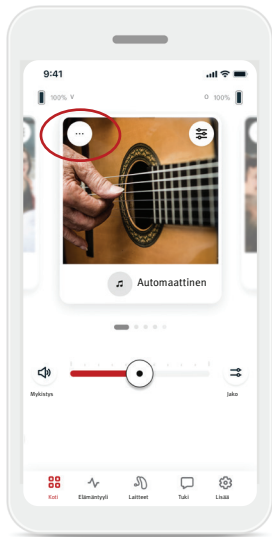 9:41
100% V
O 100%
Automaattinen
Mykistys
Jako
Koti Elämäntyyli Laitteet Tuki Lisää